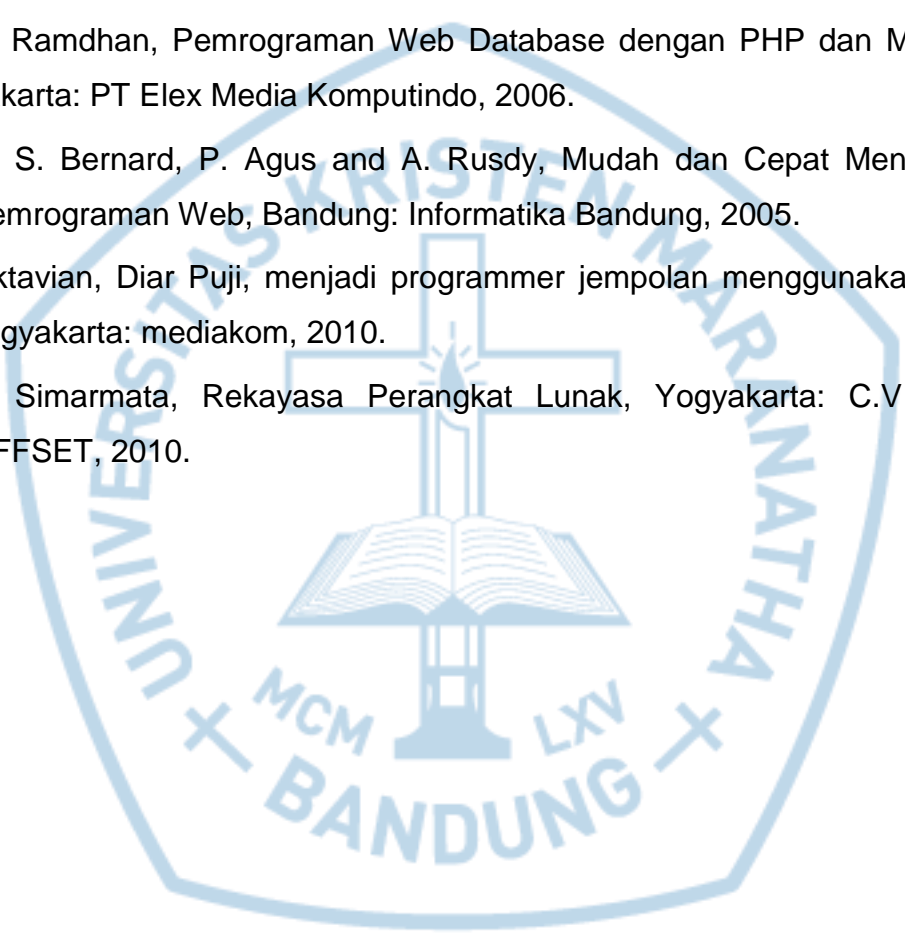 Ramdhan, Pemrograman Web Database dengan PHP dan M
karta: PT Elex Media Komputindo, 2006.
S. Bernard, P. Agus and A. Rusdy, Mudah dan Cepat Men
emrograman Web, Bandung: Informatika Bandung, 2005.
ktavian, Diar Puji, menjadi programmer jempolan menggunaka
gyakarta: mediakom, 2010.
Simarmata, Rekayasa Perangkat Lunak, Yogyakarta: C.V
FFSET, 2010.
UNIVERSITAS KRISTEN MARANATHA
MCM LXV
BANDUNG